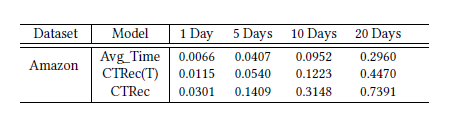 Dataset Model 1 Day 5 Days 10 Days 20 Days
Amazon Avg_Time 0.0066 0.0407 0.0952 0.2960
CTRec(T) 0.0115 0.0540 0.1223 0.4470
CTRec 0.0301 0.1409 0.3148 0.7391